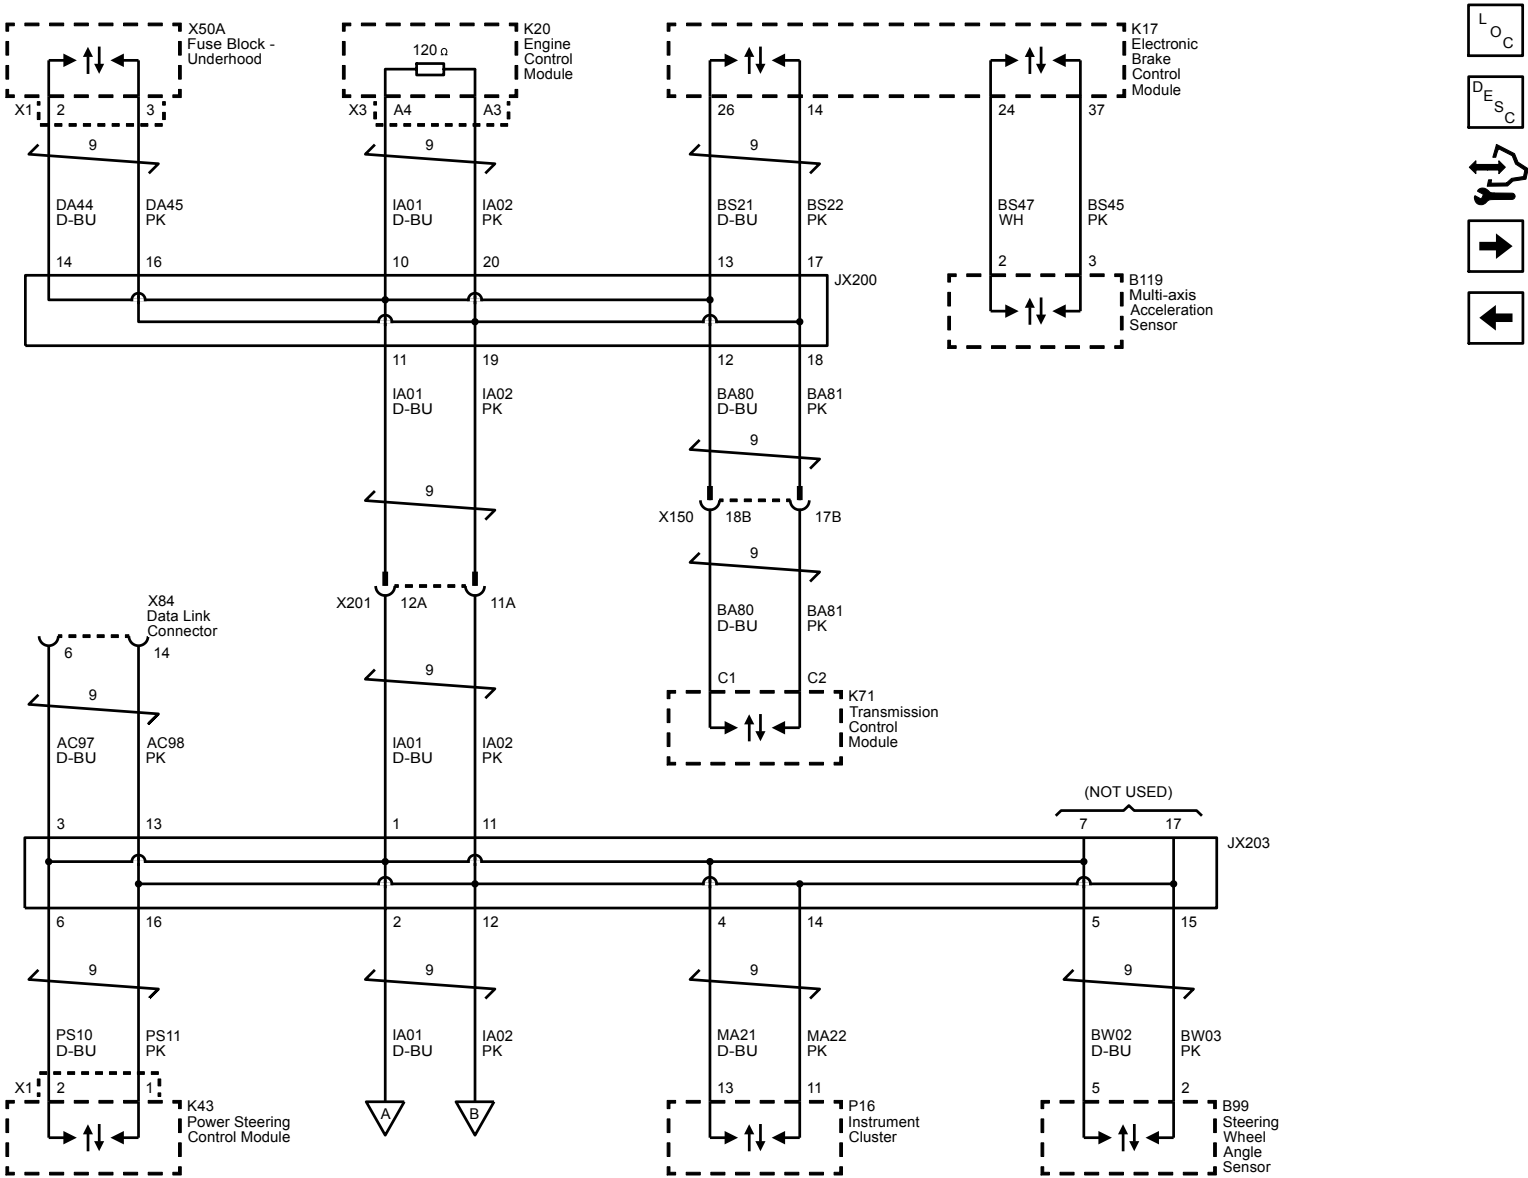 X50A
Fuse Block -
Underhood
K20
Engine
Control
Module
120 Ω
K17
Electronic
Brake
Control
Module
L
O
C
D
E
S
C
X1 2 3
X3 A4 A3
26 14
24 37
9 9 9
DA44
D-BU
DA45
PK
IA01
D-BU
IA02
PK
BS21
D-BU
BS22
PK
BS47
WH
BS45
PK
14 16 10 20 13 17 2 3
JX200
B119
Multi-axis
Acceleration
Sensor
11 19 12 18
IA01
D-BU
IA02
PK
BA80
D-BU
BA81
PK
9
9
X150 18B 17B
9
X84
Data Link
Connector
X201 12A 11A
BA80
D-BU
BA81
PK
6 14
9
C1 C2
K71
Transmission
Control
Module
9
AC97
D-BU
AC98
PK
IA01
D-BU
IA02
PK
(NOT USED)
3 13 1 11 7 17
JX203
6 16 2 12 4 14 5 15
9 9 9 9
PS10
D-BU
PS11
PK
IA01
D-BU
IA02
PK
MA21
D-BU
MA22
PK
BW02
D-BU
BW03
PK
X1 2 1
13 11
5 2
K43
Power Steering
Control Module
A
B
P16
Instrument
Cluster
B99
Steering
Wheel
Angle
Sensor